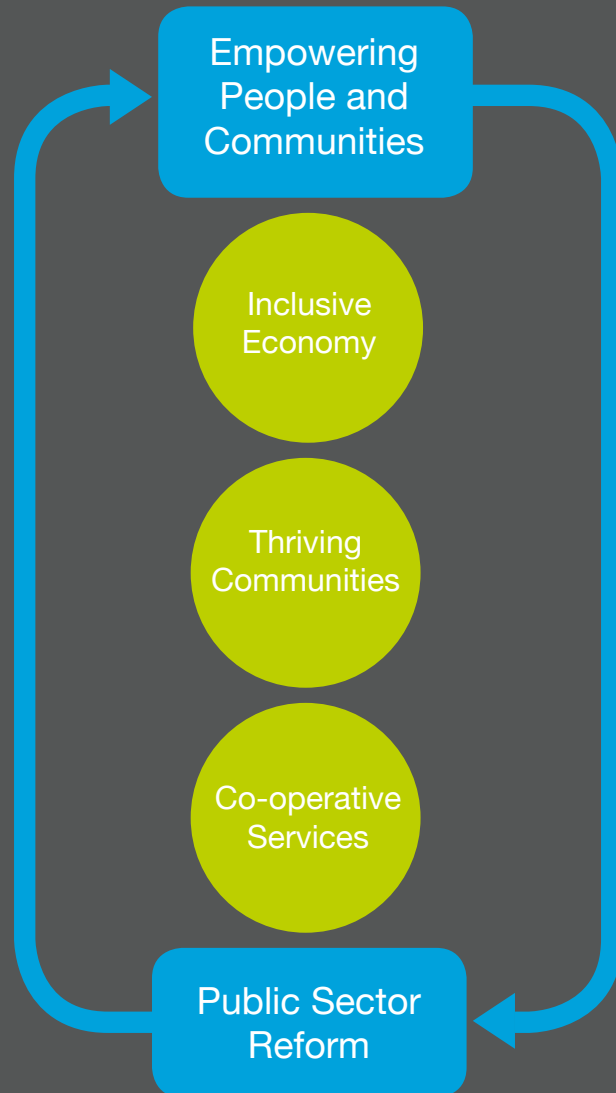 Empowering
People and
Communities
Inclusive
Economy
Thriving
Communities
Co-operative
Services
Public Sector
Reform